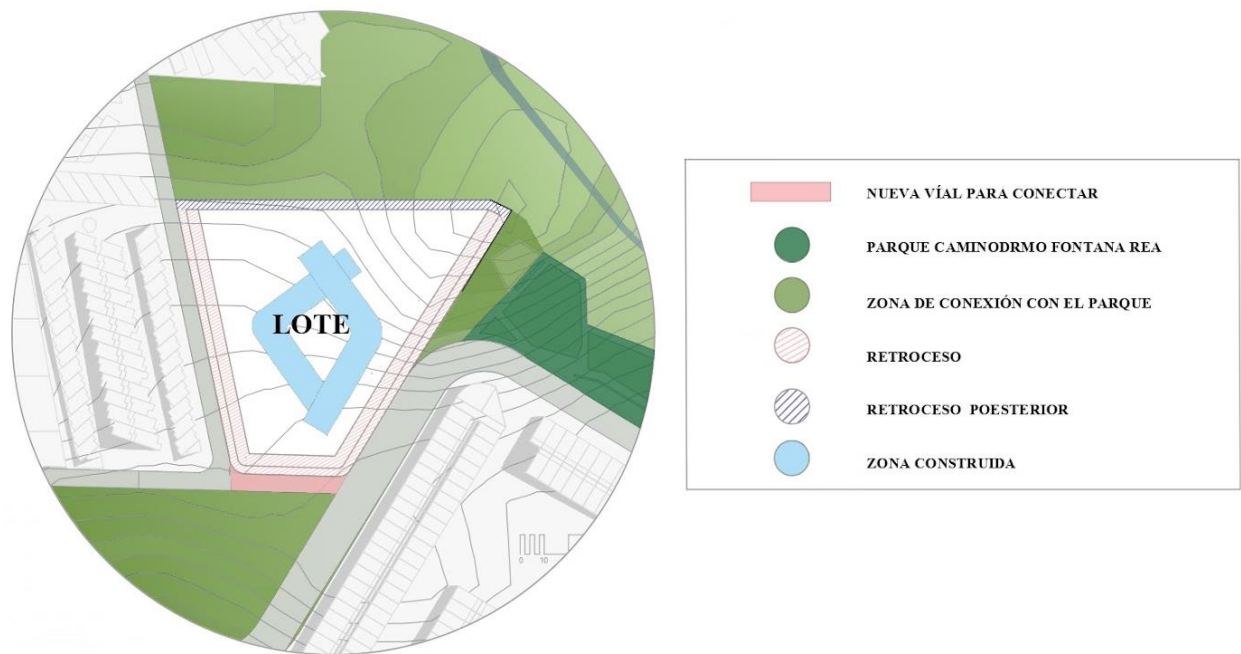 LOTE
0 10
NUEVA VÍAL PARA CONECTAR
PARQUE CAMINODRMO FONTANA REA
ZONA DE CONEXIÓN CON EL PARQUE
RETROCESO
RETROCESO POESTERIOR
ZONA CONSTRUIDA